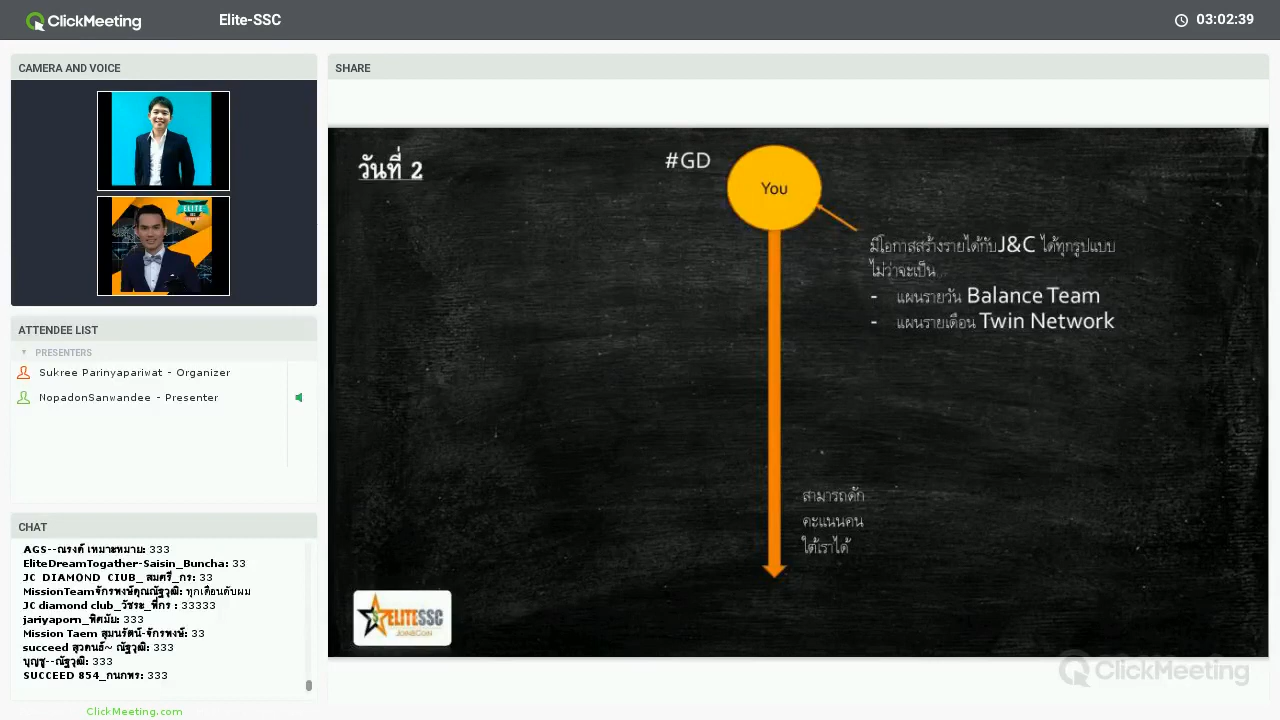 ClickMeeting
Elite-SSC
03:02:39
CAMERA AND VOICE
SHARE
ATTENDEE LIST
PRESENTERS
Sukree Parinyapariwat - Organizer
NopadonSanwandee - Presenter
CHAT
AGS--ณรงค์ เหมาะหมาย: 333
EliteDreamTogather-Saisin_Buncha: 33
JC DIAMOND CIUB_ สมศรี_กร: 33
MissionTeamจักรพงษ์คุณณัฐวุฒิ: ทุกเดือนดับผม
JC diamond club_วัชระ_พี่กร : 33333
jariyaporn_พิศมัย: 333
Mission Taem สุมนรัตน์-จักรพงษ์: 33
succeed สุวคนธ์~ ณัฐวุฒิ: 333
บุญชู--ณัฐวุฒิ: 333
SUCCEED 854_กนกพร: 333
ClickMeeting.com
วันที่ 2
#GD
You
มีโอกาสสร้างรายได้กับJ&C ได้ทุกรูปแบบ
ไม่ว่าจะเป็น
- แผนรายวัน Balance Team
- แผนรายเดือน Twin Network
สามารถดัก
คะแนนคน
ใต้เราได้
ELITESSC
ClickMeeting